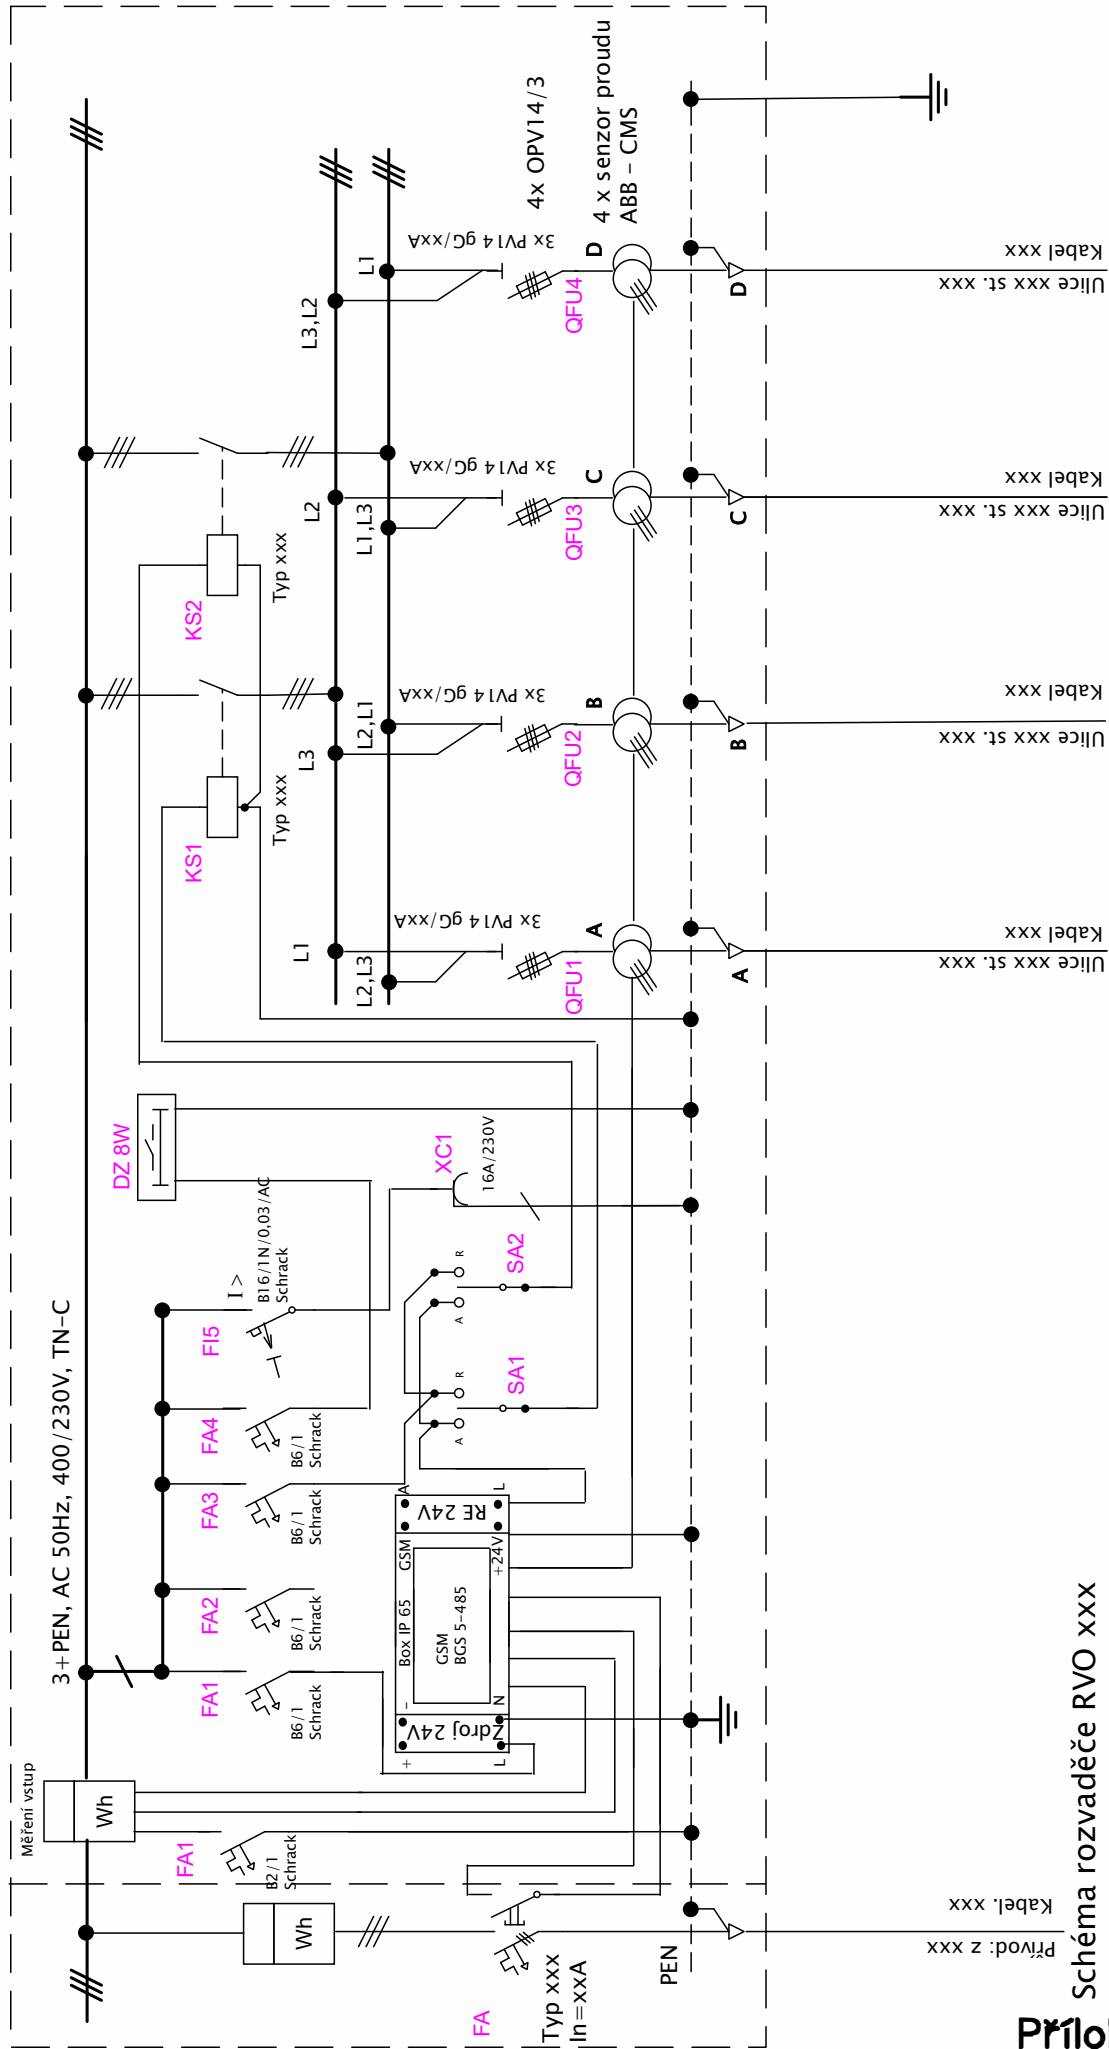 3+PEN, AC 50Hz, 400/230V, TN-C
Měření vstup
Wh
Wh
FA1
B2/1
Schrack
FA
Typ xxx
In=xxA
PEN
Přívod: z xxx
Kabel. xxx
FA1
B6/1
Schrack
FA2
B6/1
Schrack
FA3
B6/1
Schrack
FA4
B6/1
Schrack
FI5
I >
B16/1N/0,03/AC
Schrack
DZ 8W
XC1
16A/230V
+
-
Zdroj 24V
L
N
Box IP 65
GSM
GSM
BGS 5-485
+24V
A
RE 24V
L
A
R
SA1
A
R
SA2
KS1
Typ xxx
KS2
Typ xxx
L1
L2,L3
L3
L2,L1
L2
L1,L3
L3,L2
L1
3x PV14 gG/xxA
QFU1
A
3x PV14 gG/xxA
QFU2
B
3x PV14 gG/xxA
QFU3
C
3x PV14 gG/xxA
QFU4
D
4x OPV14/3
4 x senzor proudu
ABB - CMS
A
Ulice xxx st. xxx
Kabel xxx
B
Ulice xxx st. xxx
Kabel xxx
C
Ulice xxx st. xxx
Kabel xxx
D
Ulice xxx st. xxx
Kabel xxx
Schéma rozvaděče RVO xxx